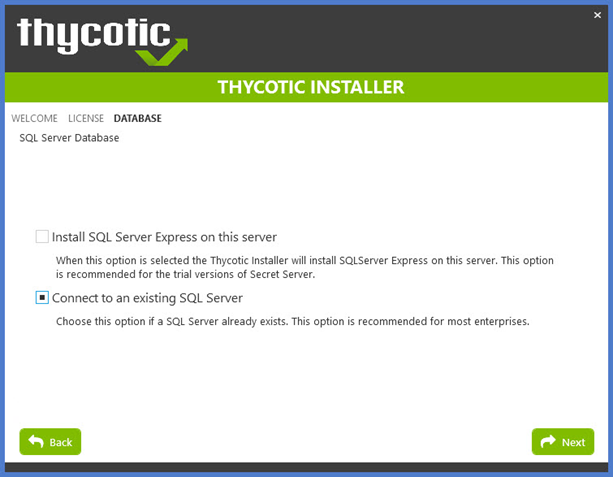 thycotic
THYCOTIC INSTALLER
WELCOME LICENSE DATABASE
SQL Server Database
Install SQL Server Express on this server
When this option is selected the Thycotic Installer will install SQLServer Express on this server. This option
is recommended for the trial versions of Secret Server.
Connect to an existing SQL Server
Choose this option if a SQL Server already exists. This option is recommended for most enterprises.
Back
Next